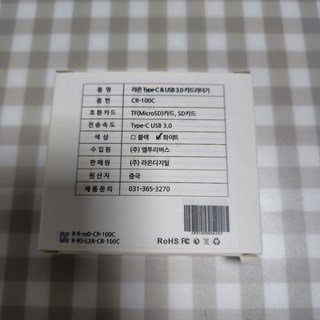 품 명 라온 Type-C & USB 3.0 카드리더기
품 번 CR-100C
호환카드 TF(MicroSD)카드, SD카드
전송속도 Type-C USB 3.0
색 상 □ 블랙 ☑ 화이트
수 입 원 (주) 엘투리버스
판 매 원 (주) 라온디지털
원 산 지 중국
제품문의 031-365-3270
RoHS FC